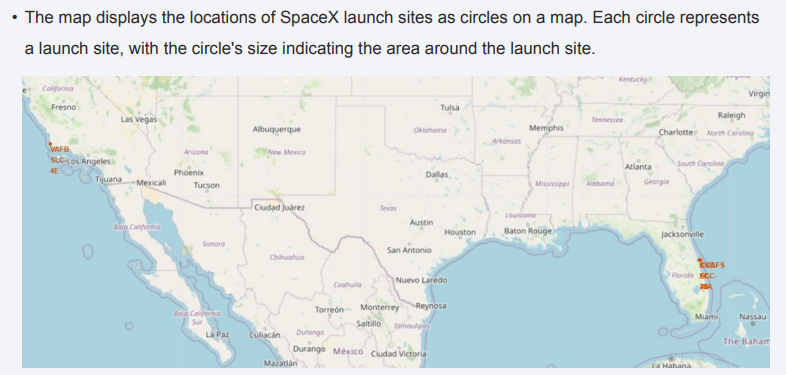 • The map displays the locations of SpaceX launch sites as circles on a map. Each circle represents
a launch site, with the circle's size indicating the area around the launch site.
California
Kentucky
Fresno
Las Vegas
Tulsa
Virgin
Raleigh
Albuquerque
Oklahoma
Memphis
Tennessee
Charlotte
North Carolina
VAFB
SLC-
4E
Los Angeles
Arizona
New Mexico
Arkansas
Atlanta
South Carolina
Phoenix
Dallas
Tijuana
Mexicali
Tucson
Mississippi
Alabama
Georgia
Ciudad Juárez
Texas
Baja California
Austin
Louisiana
Houston
Baton Rouge
Jacksonville
Sonora
San Antonio
Chihuahua
Florida
Coahuila
Nuevo Laredo
Baja California
Sur
Torreón
Monterrey
Reynosa
Miami
Nassau
La Paz
Culiacán
Durango
Saltillo
Tamaulipas
The Baham
Durango
México
Ciudad Victoria
Mazatlán
La Habana